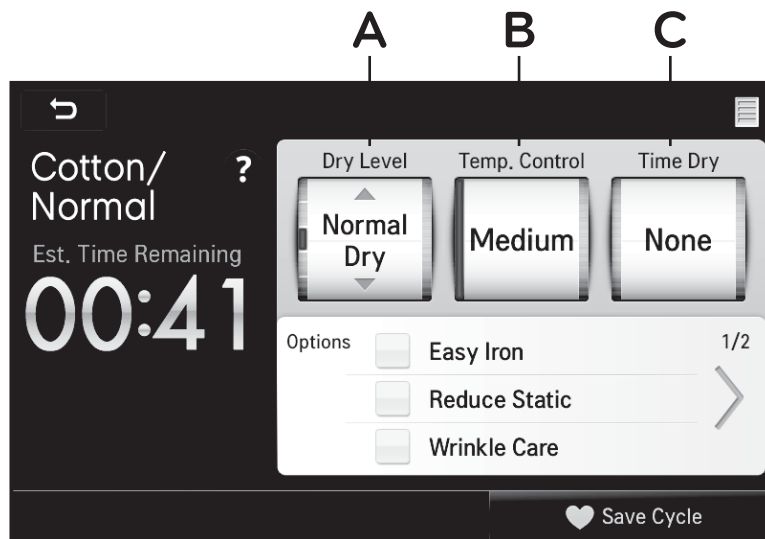 A B C
Cotton/
Normal
?
Est. Time Remaining
00:41
Dry Level
Normal
Dry
Temp. Control
Medium
Time Dry
None
Options
1/2
Easy Iron
Reduce Static
Wrinkle Care
Save Cycle